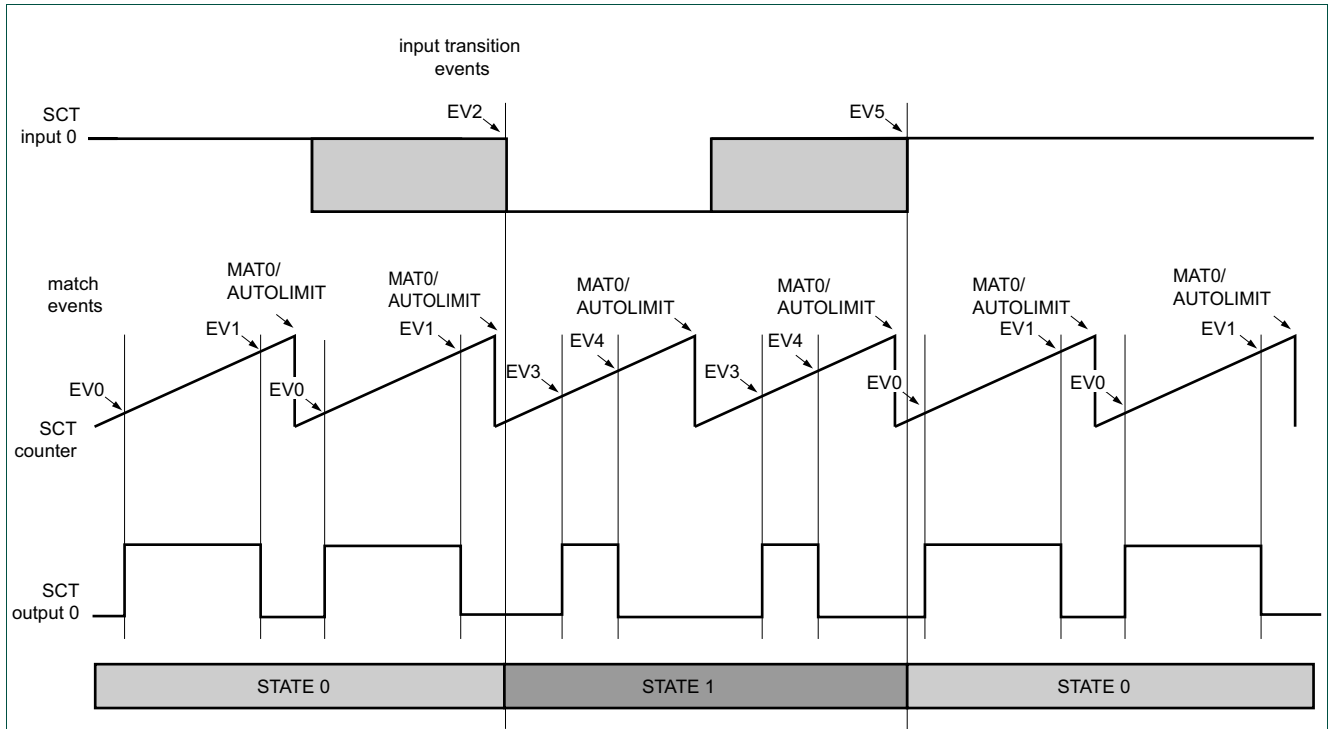 input transition
events
SCT
input 0
EV2
EV5
match
events
MAT0/
AUTOLIMIT
MAT0/
AUTOLIMIT
MAT0/
AUTOLIMIT
MAT0/
AUTOLIMIT
MAT0/
AUTOLIMIT
MAT0/
AUTOLIMIT
EV0
EV1
EV0
EV1
EV3
EV4
EV3
EV4
EV0
EV1
EV0
EV1
SCT
counter
SCT
output 0
STATE 0
STATE 1
STATE 0